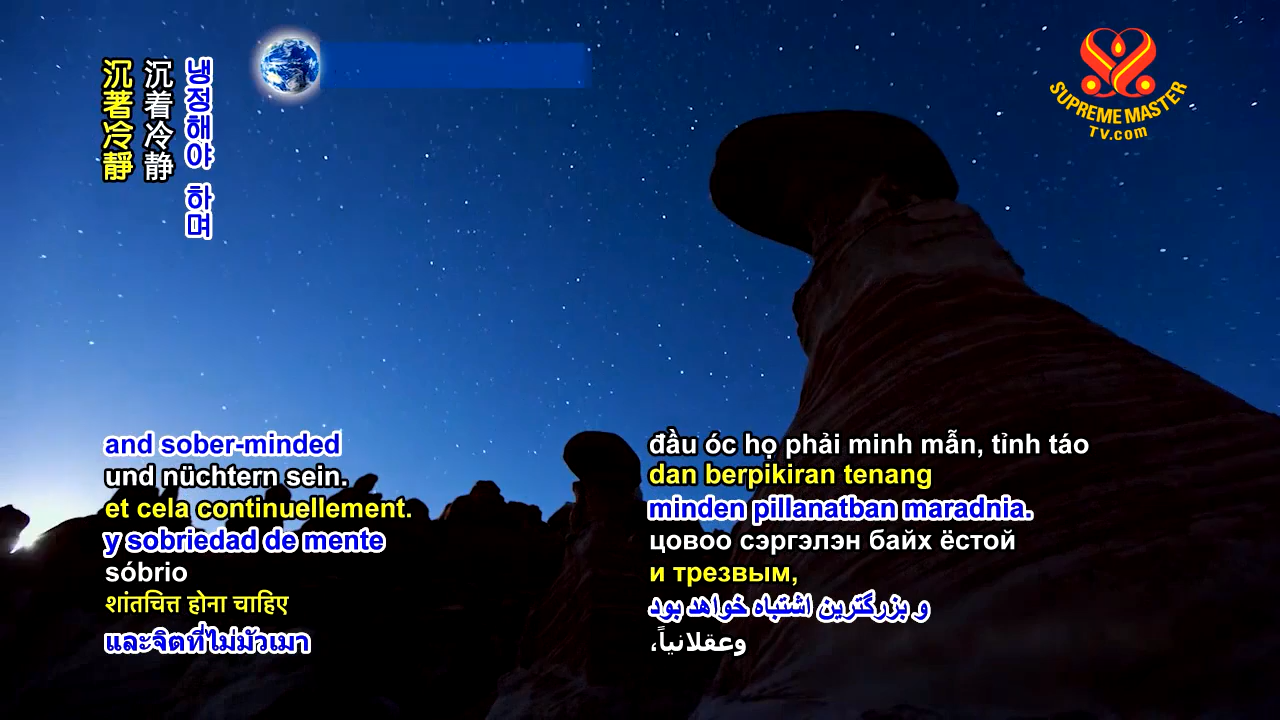 沉著冷靜
沉着冷静
냉정해야 하며
SUPREME MASTER
TV.com
and sober-minded
und nüchtern sein.
et cela continuellement.
y sobriedad de mente
sóbrio
शांतचित्त होना चाहिए
และจิตที่ไม่มัวเมา
đầu óc họ phải minh mẫn, tỉnh táo
dan berpikiran tenang
minden pillanatban maradnia.
цовоо сэргэлэн байх ёстой
и трезвым,
و بزرگترین اشتباه خواهد بود
وعقلانياً،